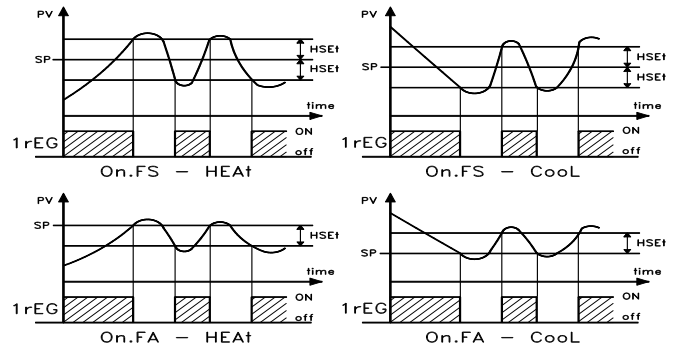 PV
HSEt
SP
HSEt
time
ON
1rEG
off
On.FS - HEAt
PV
HSEt
SP
HSEt
time
ON
1rEG
off
On.FS - CooL
PV
SP
HSEt
time
ON
1rEG
off
On.FA - HEAt
PV
HSEt
SP
time
ON
1rEG
off
On.FA - CooL